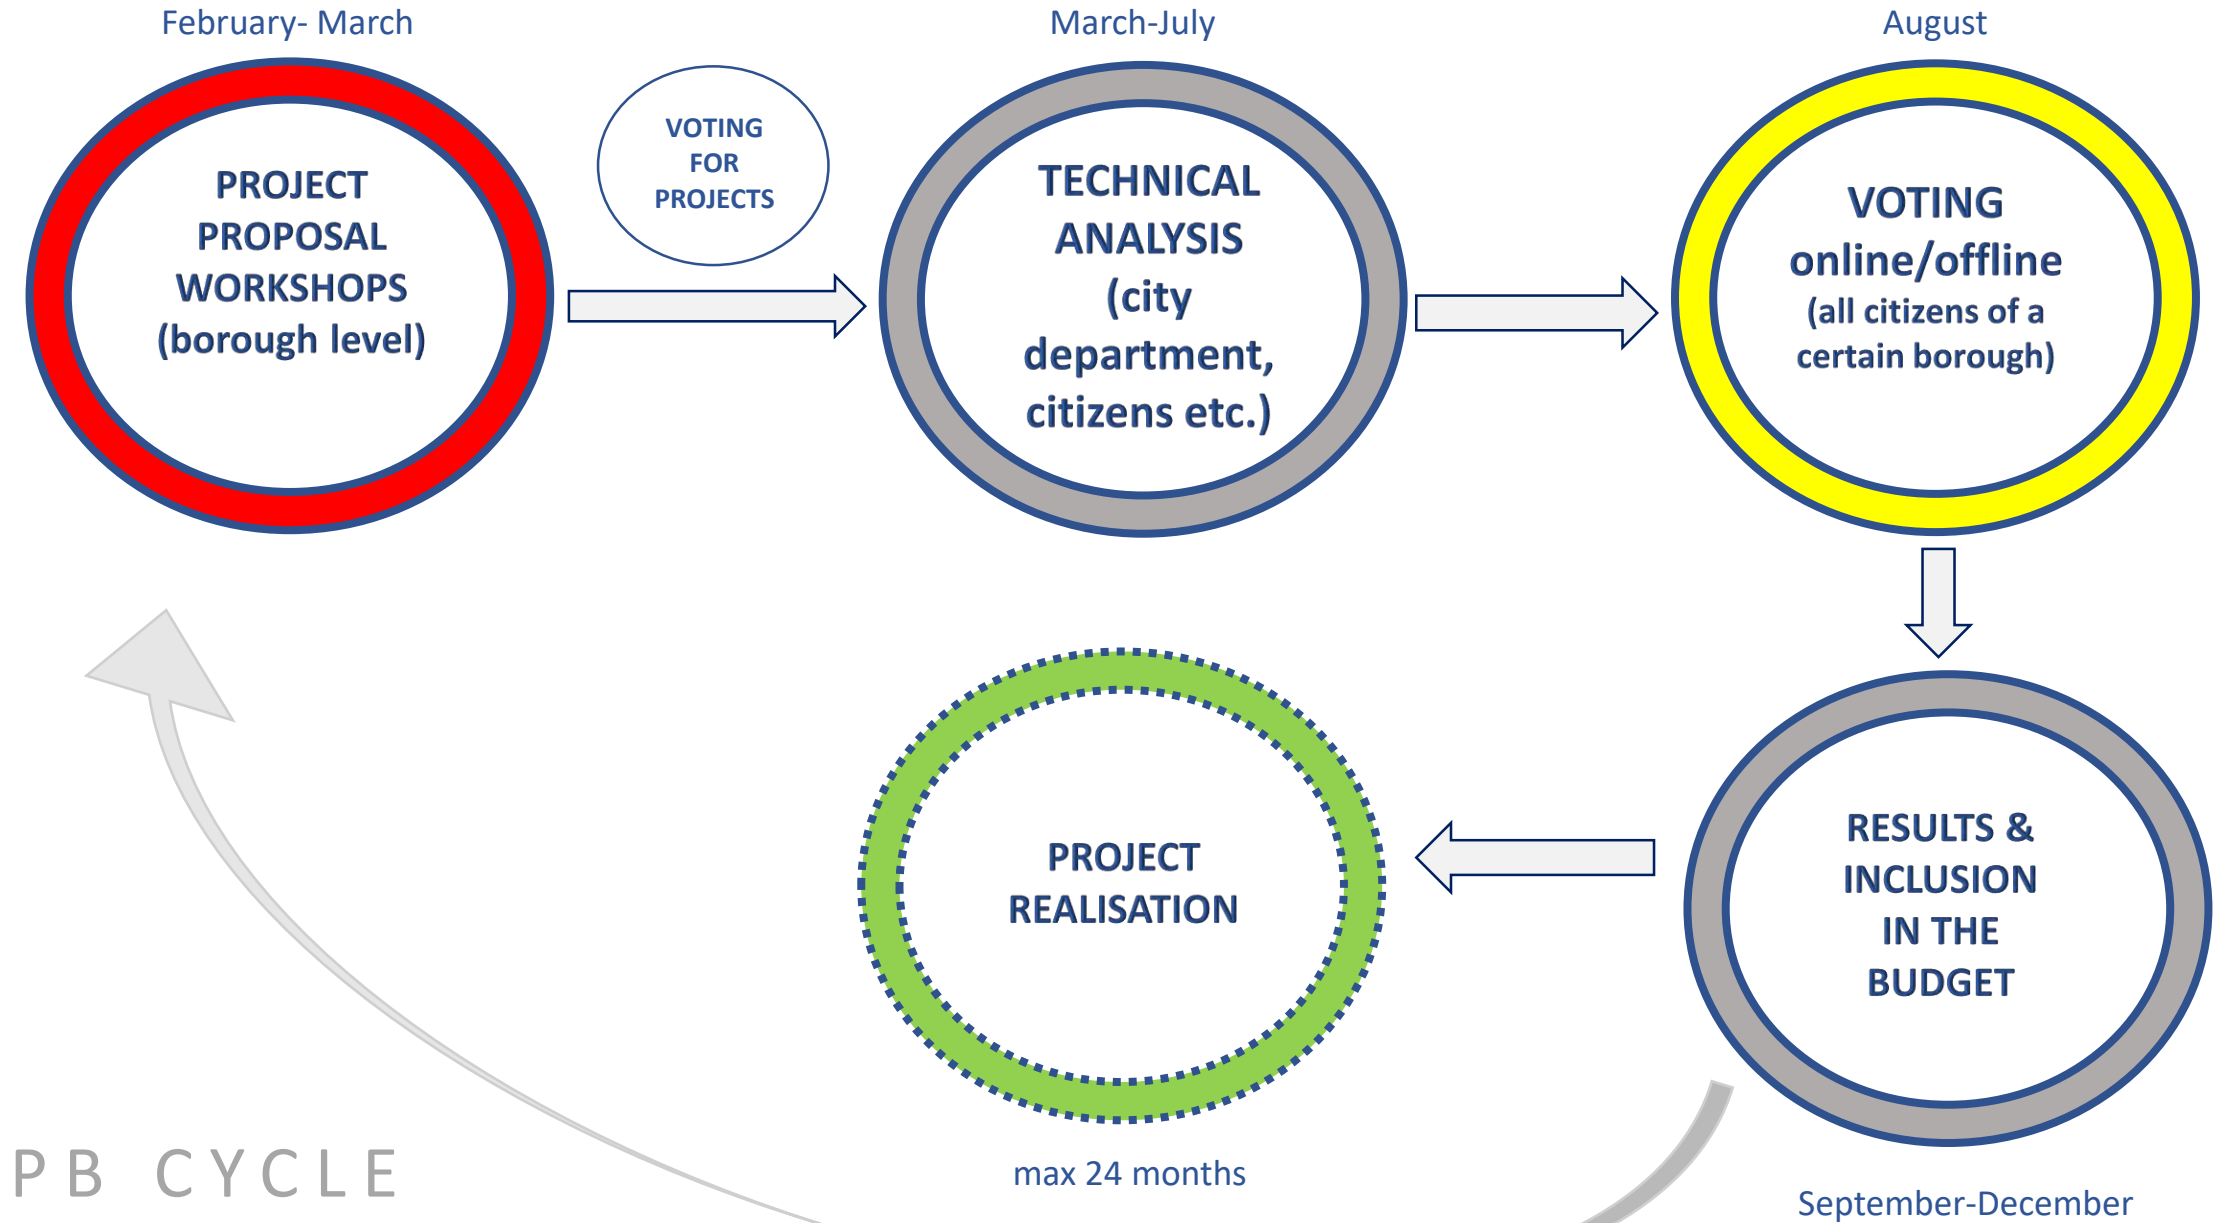 February- March
PROJECT
PROPOSAL
WORKSHOPS
(borough level)
VOTING
FOR
PROJECTS
March-July
TECHNICAL
ANALYSIS
(city
department,
citizens etc.)
August
VOTING
online/offline
(all citizens of a
certain borough)
RESULTS &
INCLUSION
IN THE
BUDGET
September-December
PROJECT
REALISATION
max 24 months
PB CYCLE